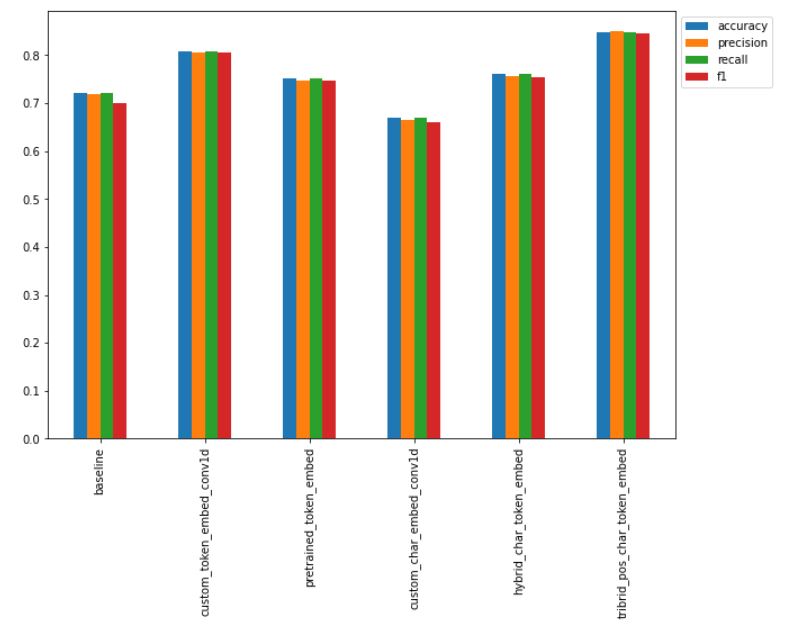 accuracy
precision
recall
f1
0.8
0.7
0.6
0.5
0.4
0.3
0.2
0.1
0.0
baseline
custom_token_embed_conv1d
pretrained_token_embed
custom_char_embed_conv1d
hybrid_char_token_embed
tribrid_pos_char_token_embed